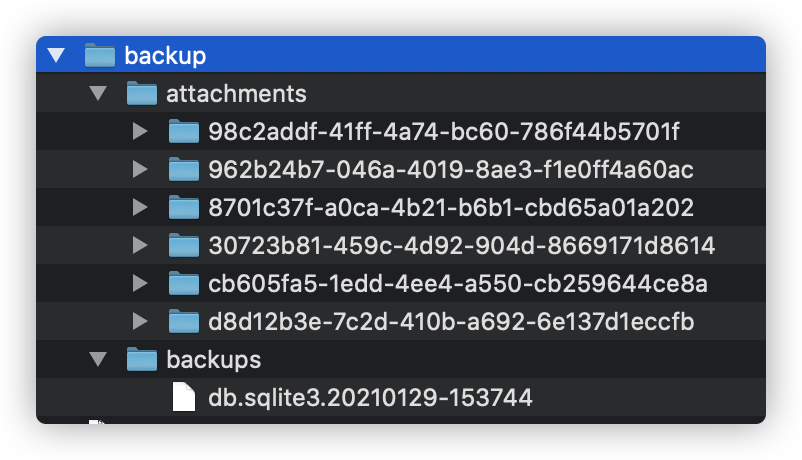 backup
attachments
98c2addf-41ff-4a74-bc60-786f44b5701f
962b24b7-046a-4019-8ae3-f1e0ff4a60ac
8701c37f-a0ca-4b21-b6b1-cbd65a01a202
30723b81-459c-4d92-904d-8669171d8614
cb605fa5-1edd-4ee4-a550-cb259644ce8a
d8d12b3e-7c2d-410b-a692-6e137d1eccfb
backups
db.sqlite3.20210129-153744